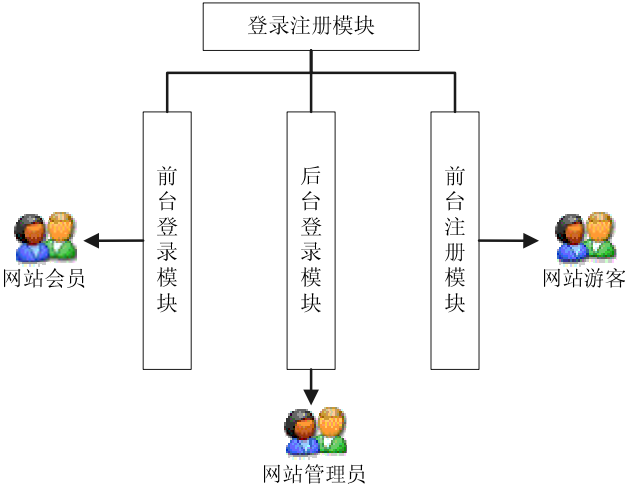 登录注册模块
前台登录模块
后台登录模块
前台注册模块
网站会员
网站游客
网站管理员